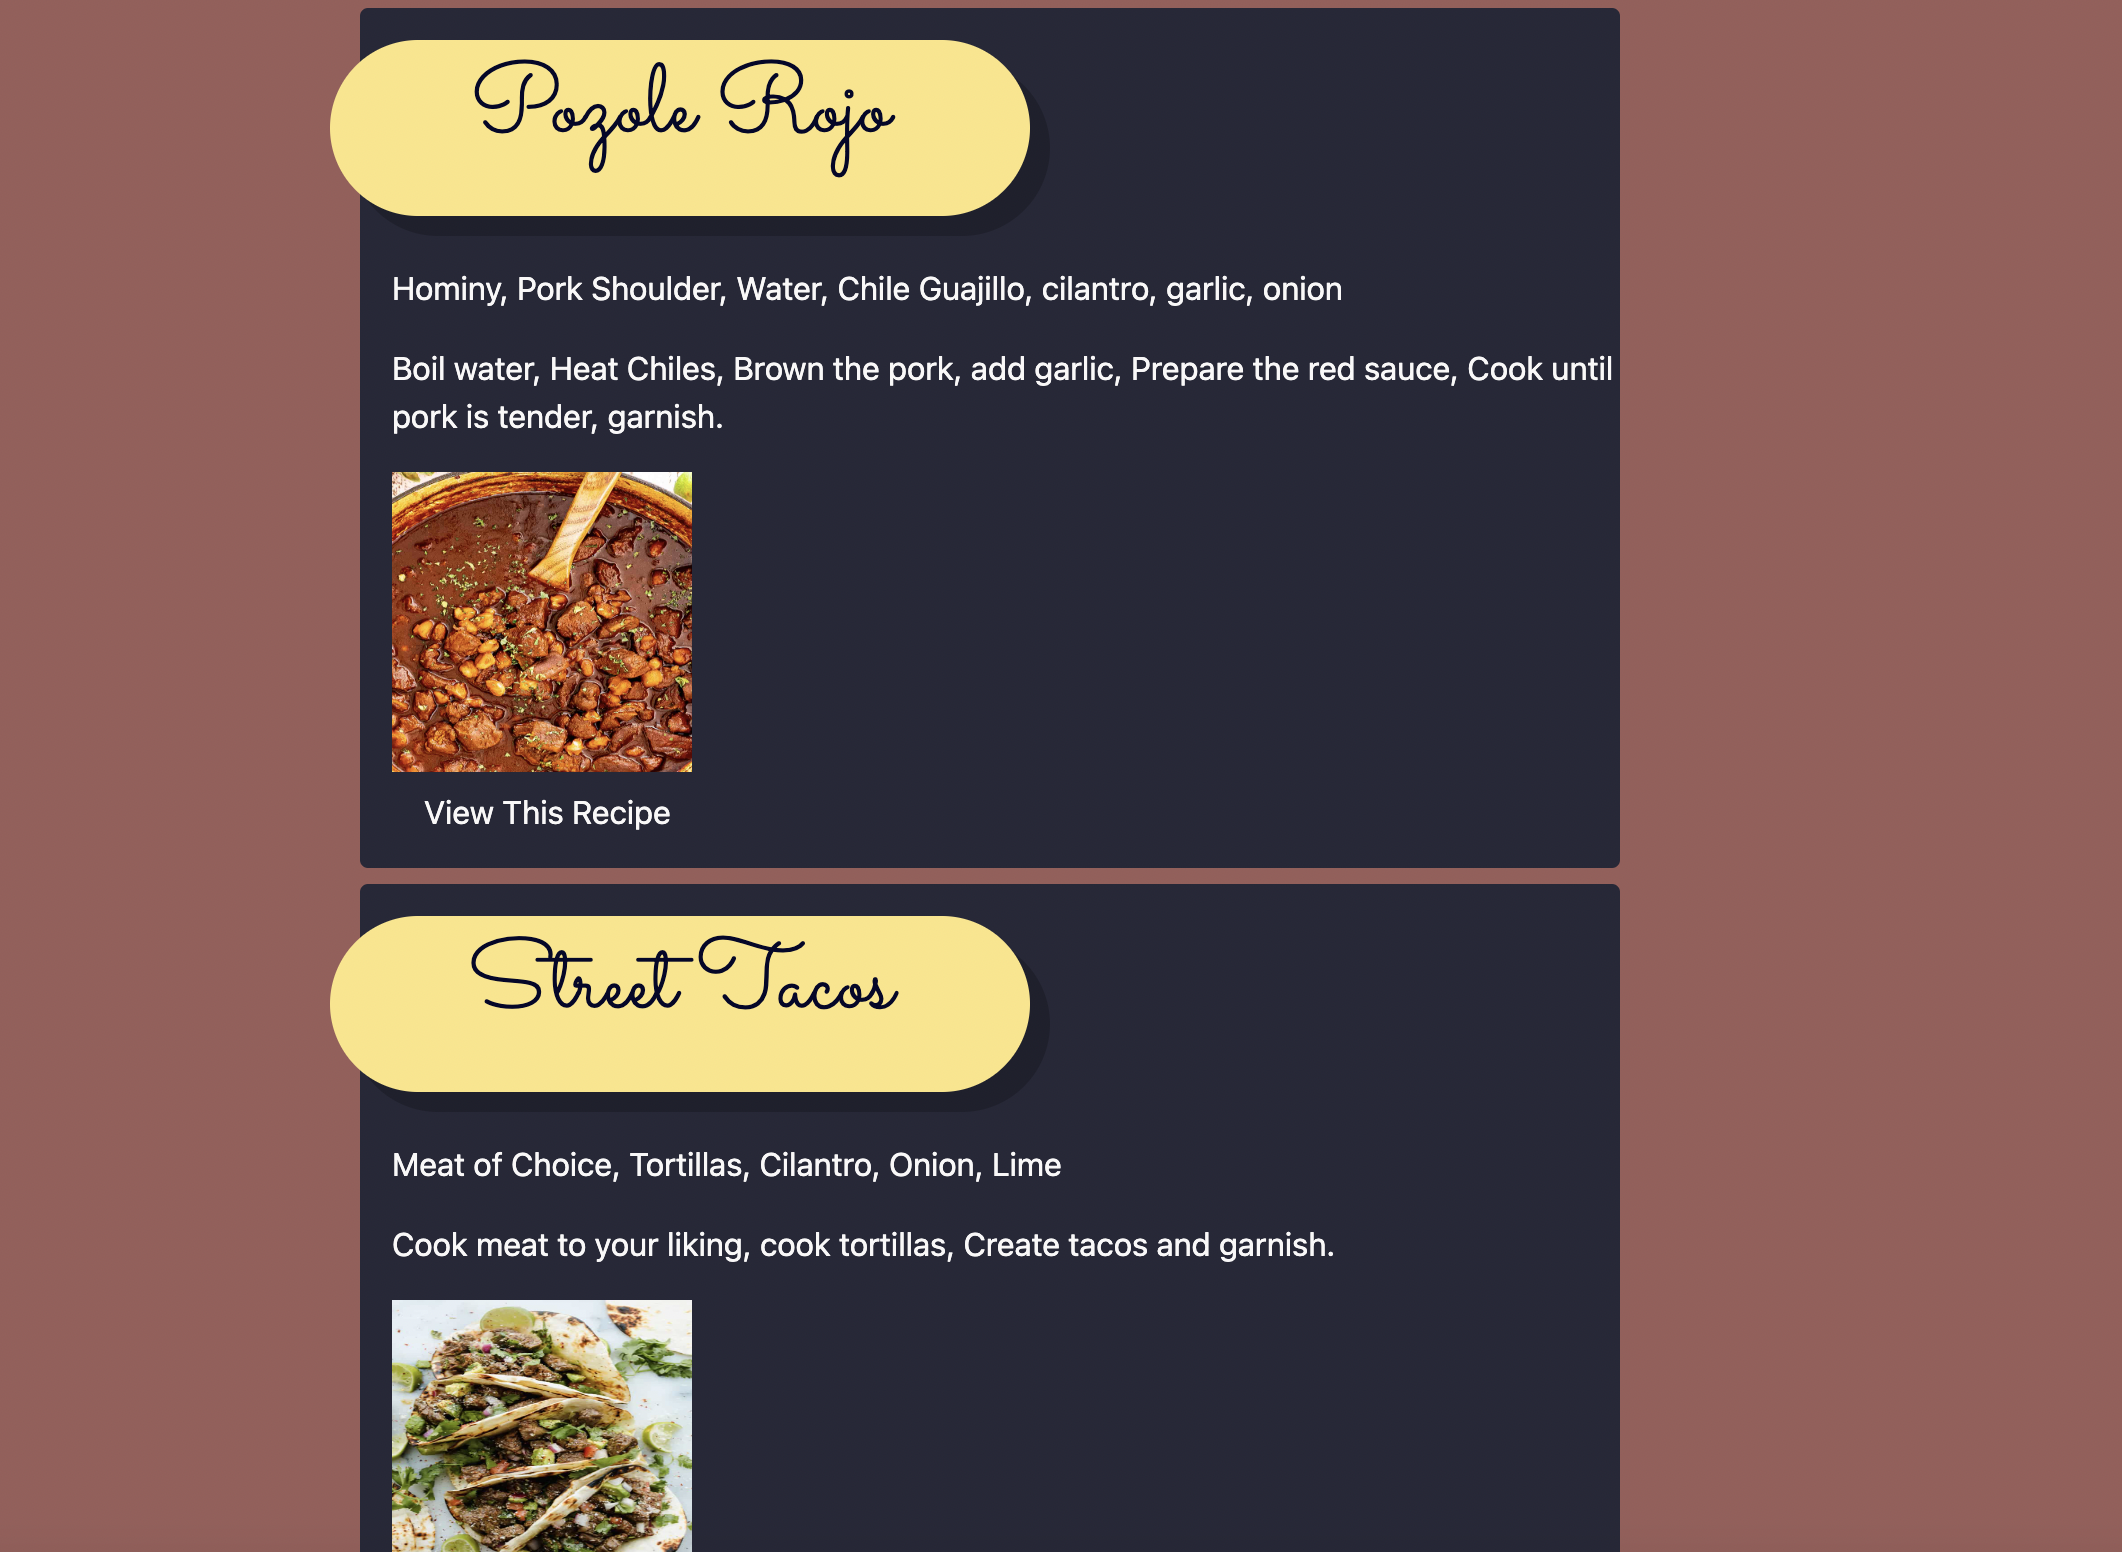 Pozole Rojo
Hominy, Pork Shoulder, Water, Chile Guajillo, cilantro, garlic, onion
Boil water, Heat Chiles, Brown the pork, add garlic, Prepare the red sauce, Cook until
pork is tender, garnish.
View This Recipe
Street Tacos
Meat of Choice, Tortillas, Cilantro, Onion, Lime
Cook meat to your liking, cook tortillas, Create tacos and garnish.